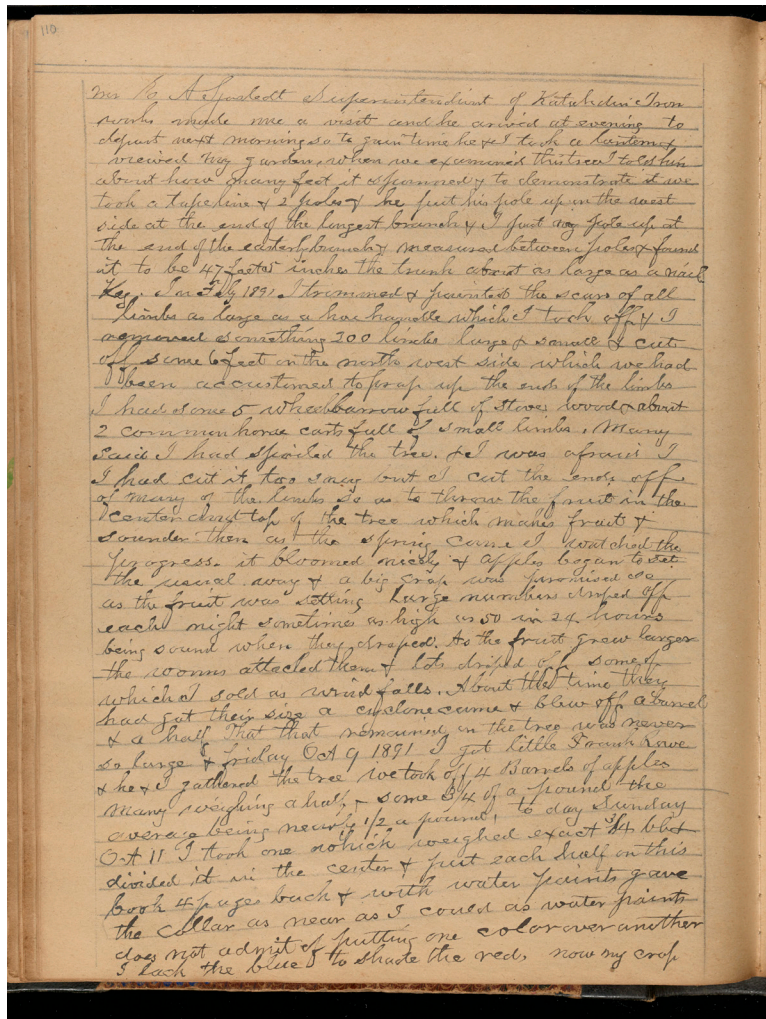 110
Mr E A Superintendent of Katahdin Iron
works made me a visit and he arived at evening to
depart next morning so to gain time he & I took a lantern &
viewed my garden, when we examined this tree I told him
about how many feet it spanned & to demonstrate it we
took a tape line & 2 poles & he put his pole up on the west
side at the end of the longest branch & I put my pole up at
the end of the easterly branch & measured between poles & found
it to be 47 feet 5 inches the trunk about as large as a nail
Keg. In Feby 1891 I trimmed & painted the scars of all
limbs as large as a hoe handle which I took off & I
removed something 200 limbs large & small & cut
off some 6 feet on the north west side which we had
been accustomed to prop up the ends of the limbs
I had some 5 wheelbarrow full of stove wood & about
2 common horse carts full of small limbs. Many
said I had spoiled the tree. & I was afraid I
I had cut it too snug but I cut the ends off
of many of the limbs so as to throw the fruit in the
center and top of the tree which makes fruit &
sounder then as the spring came I watched the
progress. it bloomed nicely & apples began to set
the usual way & a big crop was promised
as the fruit was setting large numbers droped off
each night sometimes as high as 50 in 24 hours
being sound when they droped. As the fruit grew larger
the worms attacked them & lots droped off some of
which I sold as wind falls. About the time they
had got their size a cyclone came & blew off a barrel
& a half That that remained on the tree was never
so large & friday Oct 9 1891 I got little Frank Rowe
& he & I gathered the tree we took off 4 Barrels of apples
many weighing a half, & some 3/4 of a pound the
average being nearly 1/2 a pound, to day Sunday
Oct 11 I took one which weighed exact 3/4 lb &
divided it in the center & put each half on this
book 4 pages back & with water paints gave
the collar as near as I could as water paints
does not admit of putting one color over another
I lack the blue to shade the red, now my crop